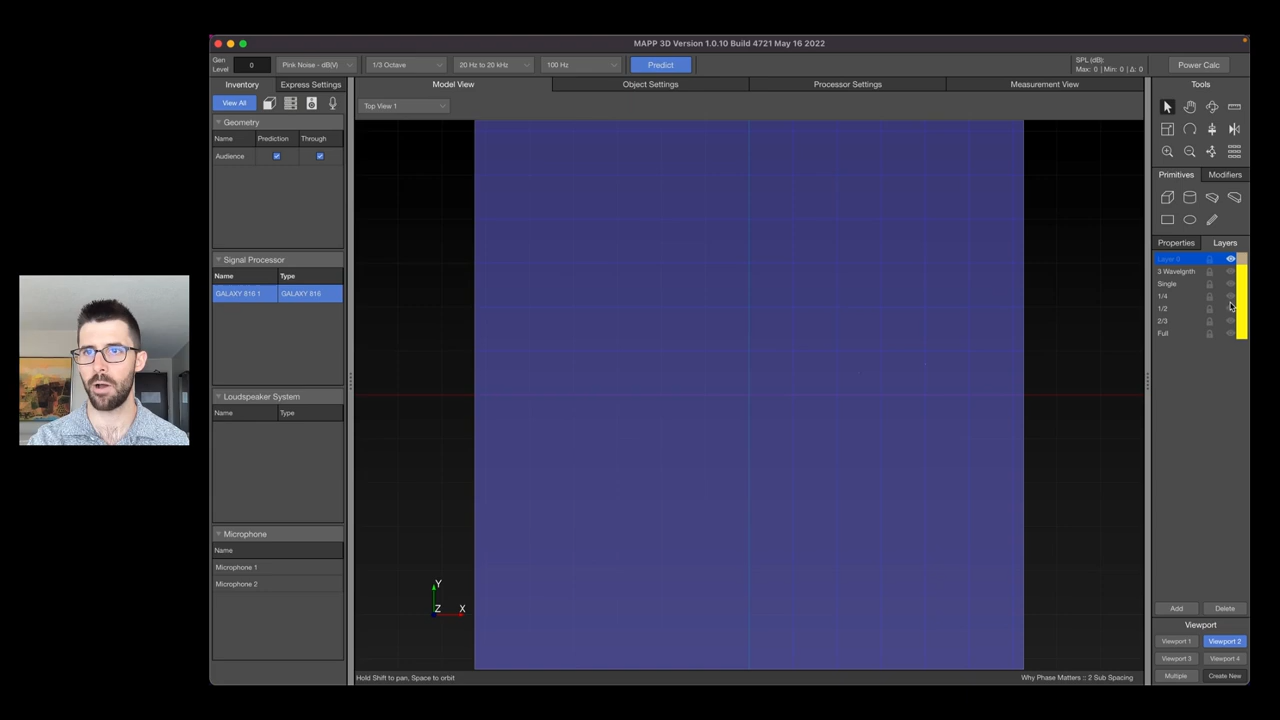 MAPP 3D Version 1.0.10 Build 4721 May 16 2022
Gen Level 0 Pink Noise - dB(V) 1/3 Octave 20 Hz to 20 kHz 100 Hz Predict SPL (dB): Max: 0 | Min: 0 | Δ: 0 Power Calc
Inventory Express Settings Model View Object Settings Processor Settings Measurement View Tools
View All Top View 1
Geometry
Name Prediction Through
Audience
Primitives Modifiers
Properties Layers
Layer 0
3 Wavelgnth
Single
1/4
1/2
2/3
Full
Signal Processor
Name Type
GALAXY 816 1 GALAXY 816
Loudspeaker System
Name Type
Microphone
Name
Microphone 1
Microphone 2
Y
Z X
Add Delete
Viewport
Viewport 1 Viewport 2
Viewport 3 Viewport 4
Multiple Create New
Hold Shift to pan, Space to orbit Why Phase Matters :: 2 Sub Spacing